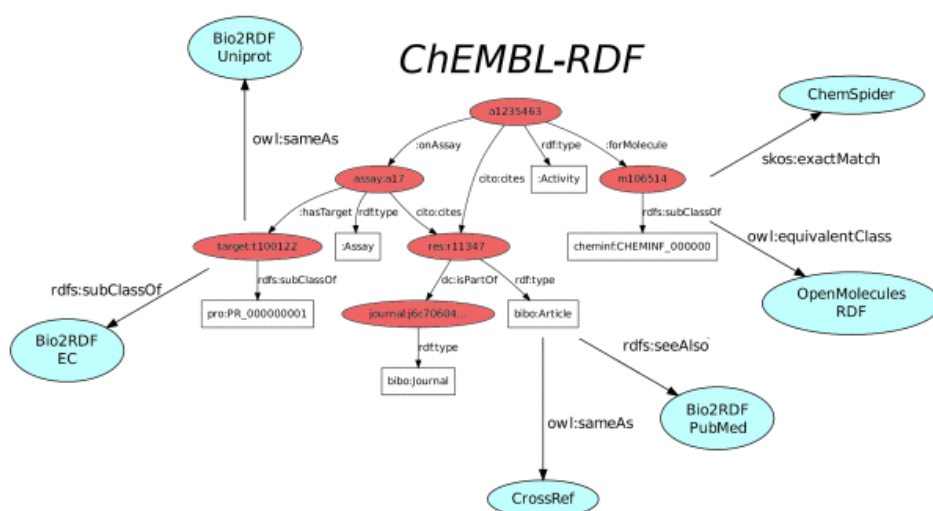 Bio2RDF
Uniprot
ChEMBL-RDF
ChemSpider
a1235463
owl:sameAs
:onAssay
rdf:type
:forMolecule
skos:exactMatch
assay:a17
cito:cites
:Activity
m106514
:hasTarget
rdf:type
cito:cites
rdfs:subClassOf
target:t100122
:Assay
res:r11347
cheminf:CHEMINF_000000
owl:equivalentClass
rdfs:subClassOf
rdfs:subClassOf
dc:isPartOf
rdf:type
OpenMolecules
RDF
pro:PR_000000001
journal:j6c70604...
bibo:Article
Bio2RDF
EC
rdf:type
rdfs:seeAlso
bibo:Journal
Bio2RDF
PubMed
owl:sameAs
CrossRef